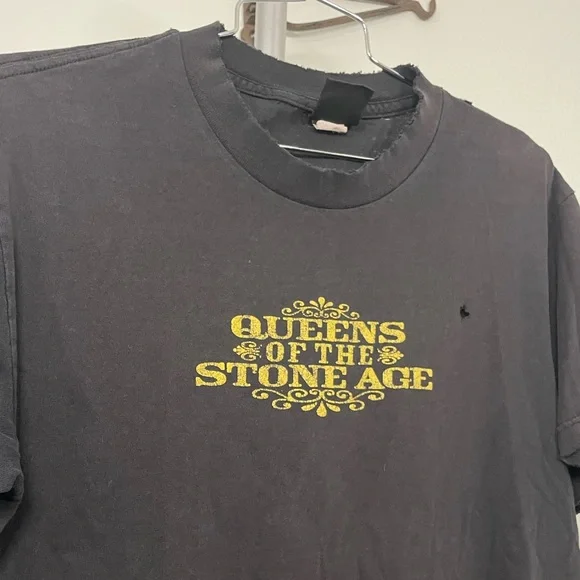 QUEENS
OF THE
STONE AGE